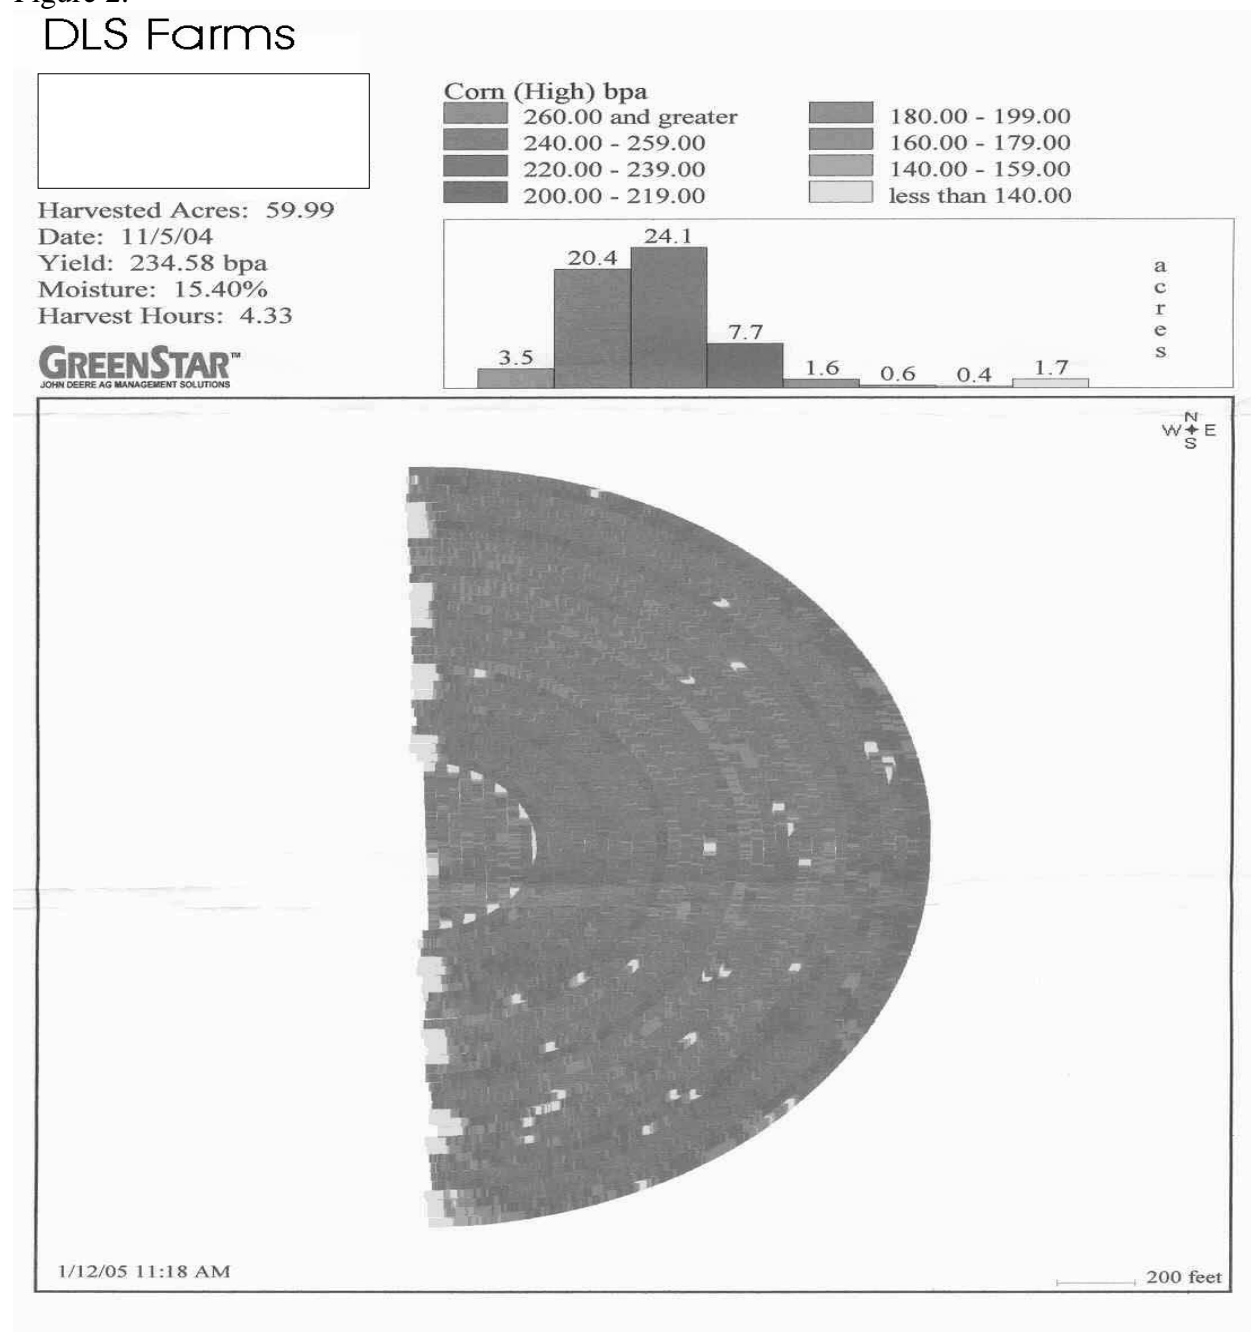 Figure 2.
DLS Farms
Corn (High) bpa
260.00 and greater
240.00 - 259.00
220.00 - 239.00
200.00 - 219.00
180.00 - 199.00
160.00 - 179.00
140.00 - 159.00
less than 140.00
Harvested Acres: 59.99
Date: 11/5/04
Yield: 234.58 bpa
Moisture: 15.40%
Harvest Hours: 4.33
GREENSTAR™
JOHN DEERE AG MANAGEMENT SOLUTIONS
3.5
20.4
24.1
7.7
1.6
0.6
0.4
1.7
acres
N
W E
S
1/12/05 11:18 AM
200 feet